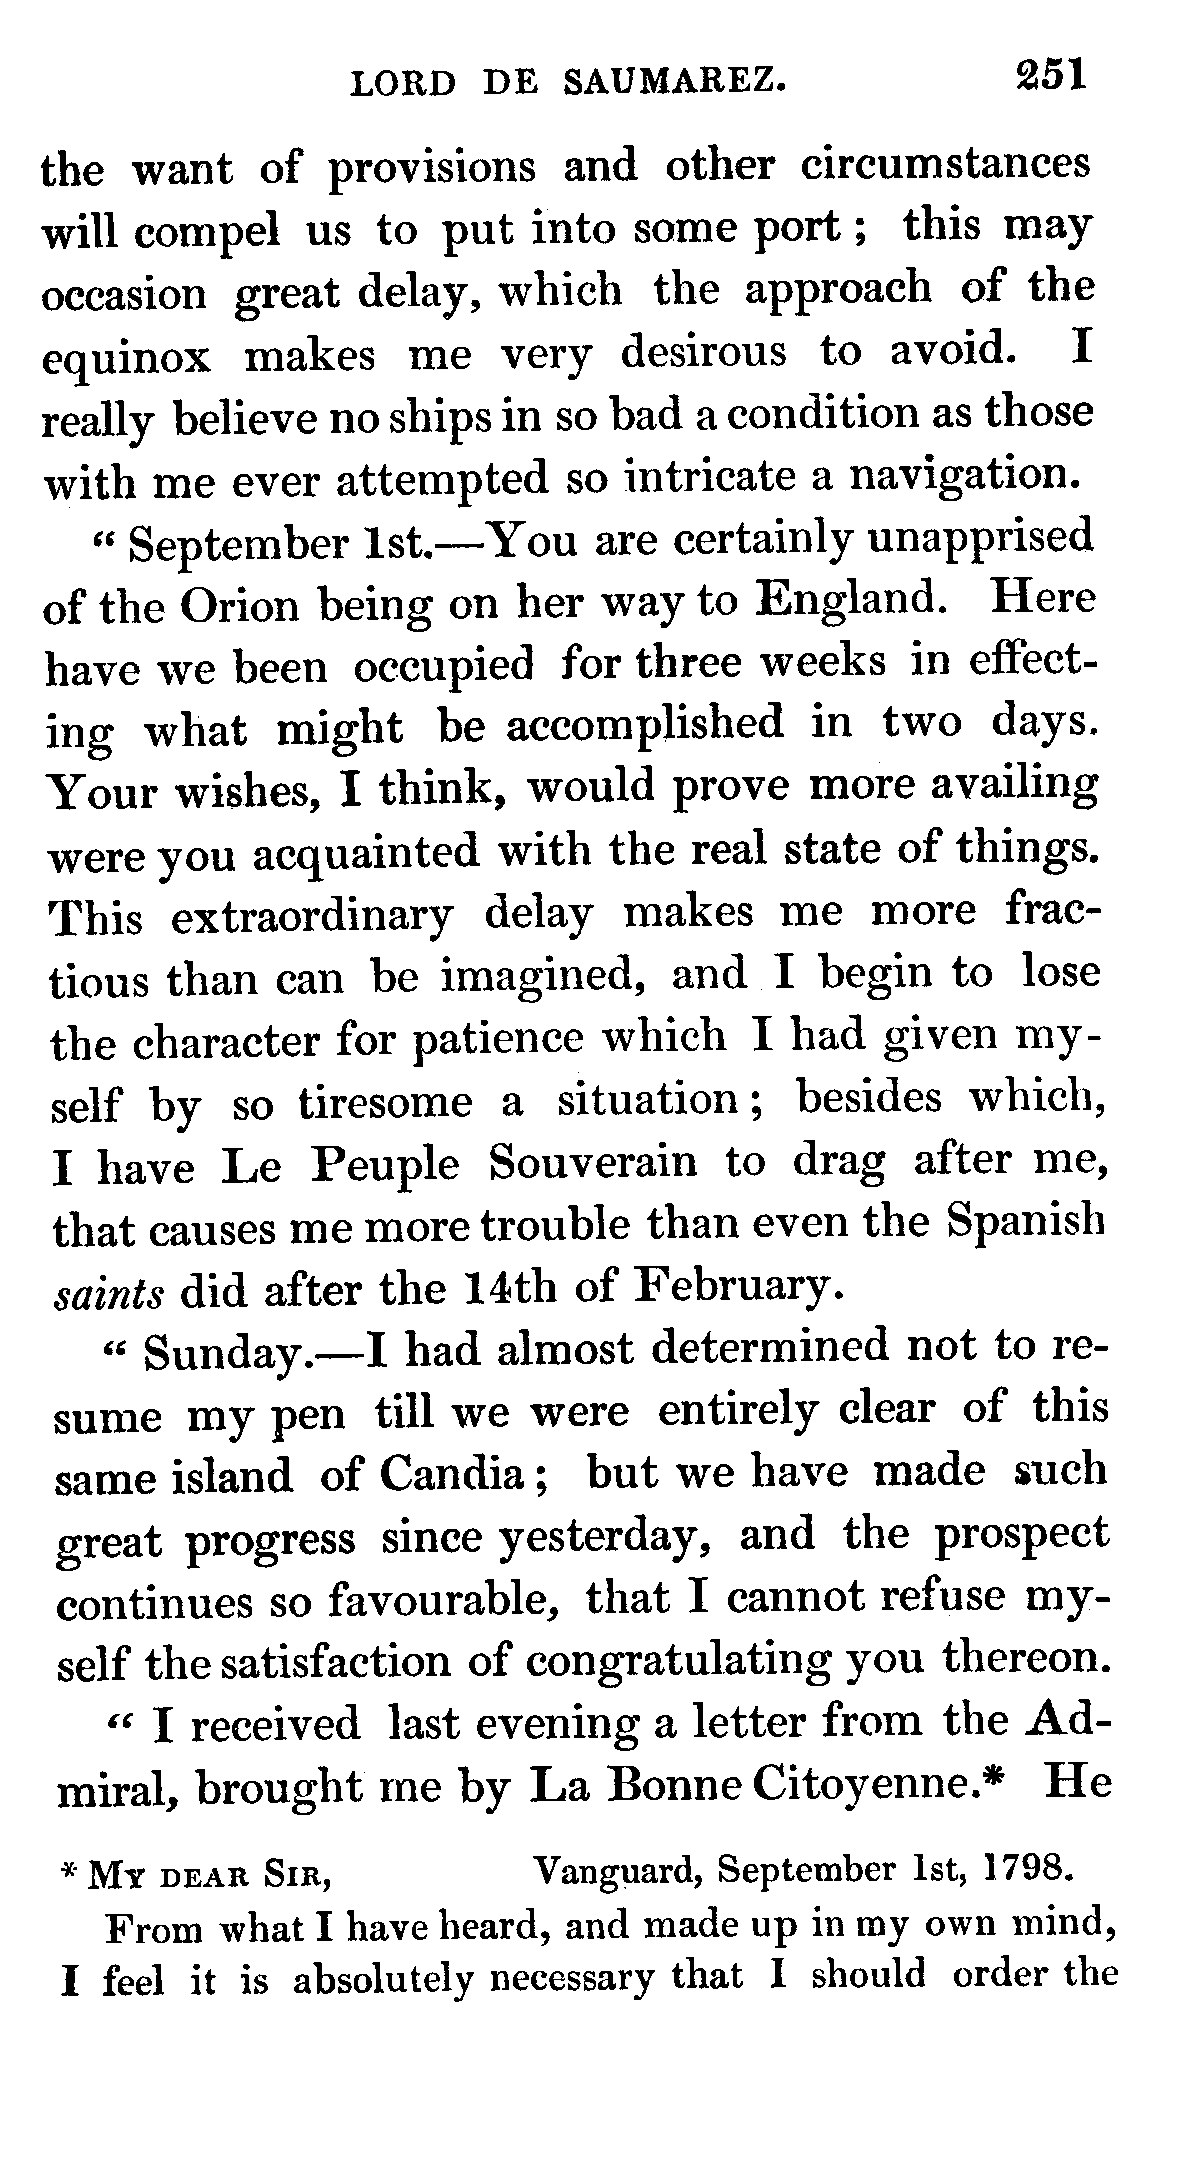 LORD DE SAUMAREZ. 251
the want of provisions and other circumstances
will compel us to put into some port ; this may
occasion great delay, which the approach of the
equinox makes me very desirous to avoid. I
really believe no ships in so bad a condition as those
with me ever attempted so intricate a navigation.
“ September 1st.—You are certainly unapprised
of the Orion being on her way to England. Here
have we been occupied for three weeks in effect-
ing what might be accomplished in two days.
Your wishes, I think, would prove more availing
were you acquainted with the real state of things.
This extraordinary delay makes me more frac-
tious than can be imagined, and I begin to lose
the character for patience which I had given my-
self by so tiresome a situation ; besides which,
I have Le Peuple Souverain to drag after me,
that causes me more trouble than even the Spanish
saints did after the 14th of February.
“ Sunday.—I had almost determined not to re-
sume my pen till we were entirely clear of this
same island of Candia ; but we have made such
great progress since yesterday, and the prospect
continues so favourable, that I cannot refuse my-
self the satisfaction of congratulating you thereon.
“ I received last evening a letter from the Ad-
miral, brought me by La Bonne Citoyenne.* He
* MY DEAR SIR, Vanguard, September 1st, 1798.
From what I have heard, and made up in my own mind,
I feel it is absolutely necessary that I should order the